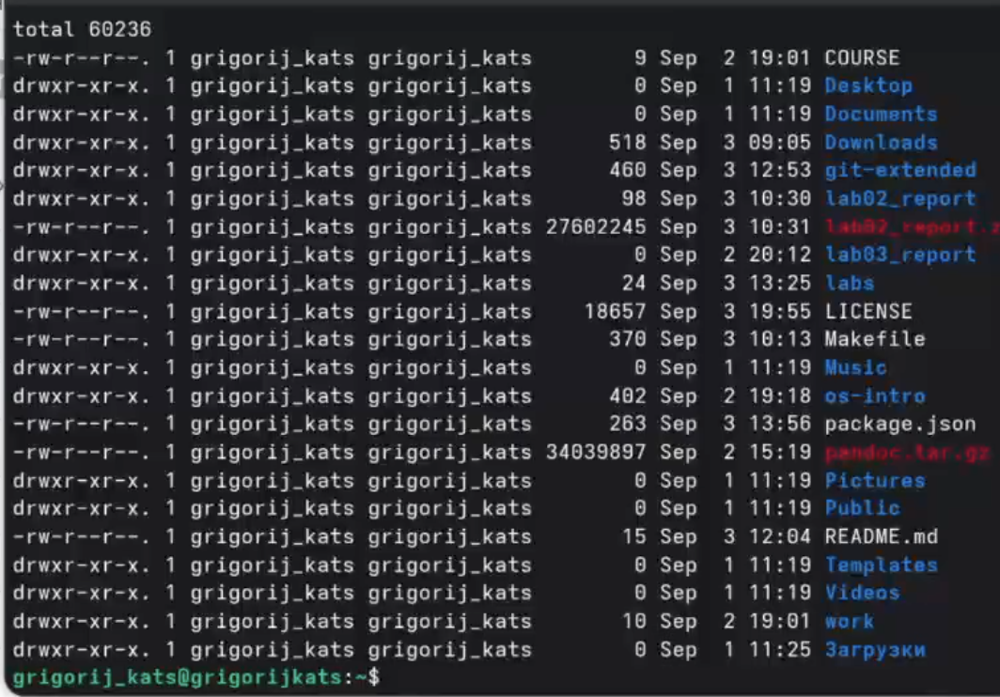 total 60236
-rw-r--r--. 1 grigorij_kats grigorij_kats 9 Sep 2 19:01 COURSE
drwxr-xr-x. 1 grigorij_kats grigorij_kats 0 Sep 1 11:19 Desktop
drwxr-xr-x. 1 grigorij_kats grigorij_kats 0 Sep 1 11:19 Documents
drwxr-xr-x. 1 grigorij_kats grigorij_kats 518 Sep 3 09:05 Downloads
drwxr-xr-x. 1 grigorij_kats grigorij_kats 460 Sep 3 12:53 git-extended
drwxr-xr-x. 1 grigorij_kats grigorij_kats 98 Sep 3 10:30 lab02_report
-rw-r--r--. 1 grigorij_kats grigorij_kats 27602245 Sep 3 10:31 lab02_report.z
drwxr-xr-x. 1 grigorij_kats grigorij_kats 0 Sep 2 20:12 lab03_report
drwxr-xr-x. 1 grigorij_kats grigorij_kats 24 Sep 3 13:25 labs
-rw-r--r--. 1 grigorij_kats grigorij_kats 18657 Sep 3 19:55 LICENSE
-rw-r--r--. 1 grigorij_kats grigorij_kats 370 Sep 3 10:13 Makefile
drwxr-xr-x. 1 grigorij_kats grigorij_kats 0 Sep 1 11:19 Music
drwxr-xr-x. 1 grigorij_kats grigorij_kats 402 Sep 2 19:18 os-intro
-rw-r--r--. 1 grigorij_kats grigorij_kats 263 Sep 3 13:56 package.json
-rw-r--r--. 1 grigorij_kats grigorij_kats 34039897 Sep 2 15:19 pandoc.tar.gz
drwxr-xr-x. 1 grigorij_kats grigorij_kats 0 Sep 1 11:19 Pictures
drwxr-xr-x. 1 grigorij_kats grigorij_kats 0 Sep 1 11:19 Public
-rw-r--r--. 1 grigorij_kats grigorij_kats 15 Sep 3 12:04 README.md
drwxr-xr-x. 1 grigorij_kats grigorij_kats 0 Sep 1 11:19 Templates
drwxr-xr-x. 1 grigorij_kats grigorij_kats 0 Sep 1 11:19 Videos
drwxr-xr-x. 1 grigorij_kats grigorij_kats 10 Sep 2 19:01 work
drwxr-xr-x. 1 grigorij_kats grigorij_kats 0 Sep 1 11:25 Загрузки
grigorij_kats@grigorijkats:~$